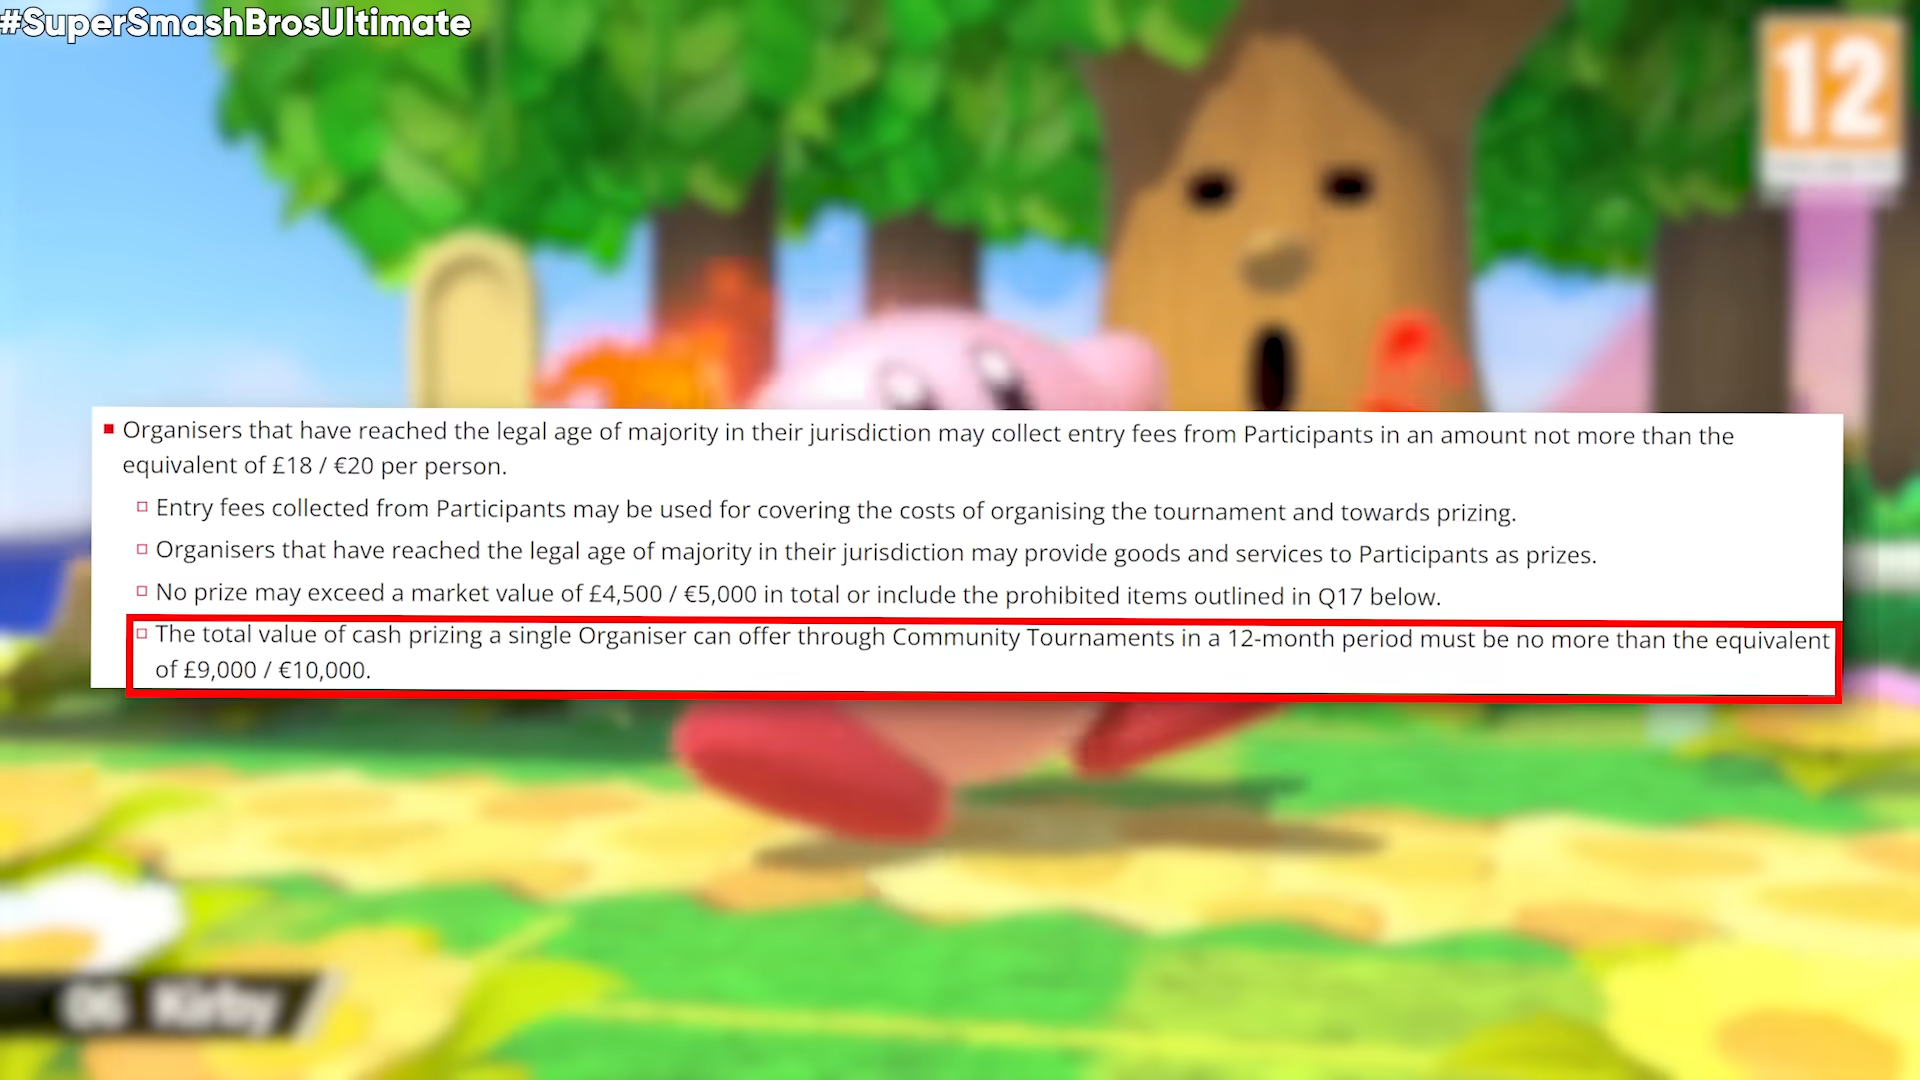 #SuperSmashBrosUltimate
12
Organisers that have reached the legal age of majority in their jurisdiction may collect entry fees from Participants in an amount not more than the
equivalent of £18 / €20 per person.
Entry fees collected from Participants may be used for covering the costs of organising the tournament and towards prizing.
Organisers that have reached the legal age of majority in their jurisdiction may provide goods and services to Participants as prizes.
No prize may exceed a market value of £4,500 / €5,000 in total or include the prohibited items outlined in Q17 below.
The total value of cash prizing a single Organiser can offer through Community Tournaments in a 12-month period must be no more than the equivalent
of £9,000 / €10,000.
06 Kirby